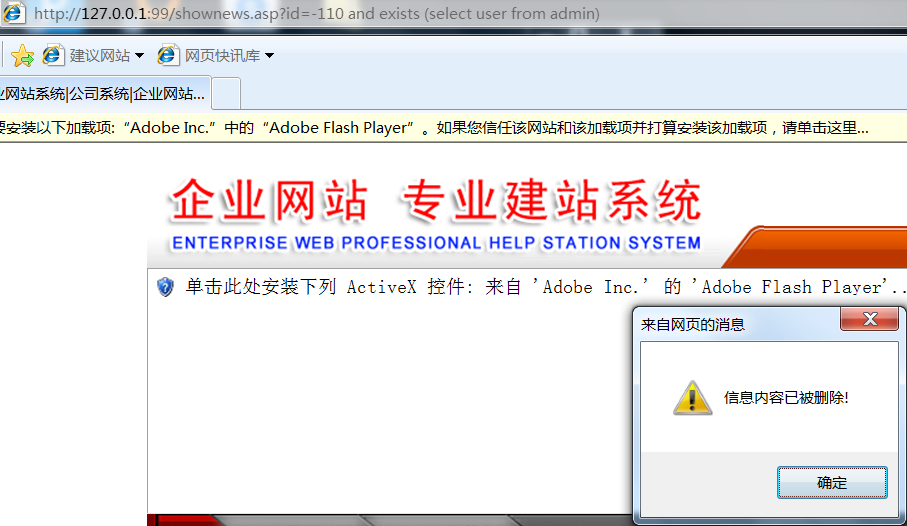 http://127.0.0.1:99/shownews.asp?id=-110 and exists (select user from admin)
建议网站 网页快讯库
业网站系统|公司系统|企业网站...
要安装以下加载项:“Adobe Inc.”中的“Adobe Flash Player”。如果您信任该网站和该加载项并打算安装该加载项，请单击这里...
企业网站 专业建站系统
ENTERPRISE WEB PROFESSIONAL HELP STATION SYSTEM
单击此处安装下列 ActiveX 控件: 来自 'Adobe Inc.' 的 'Adobe Flash Player'..
来自网页的消息
信息内容已被删除!
确定